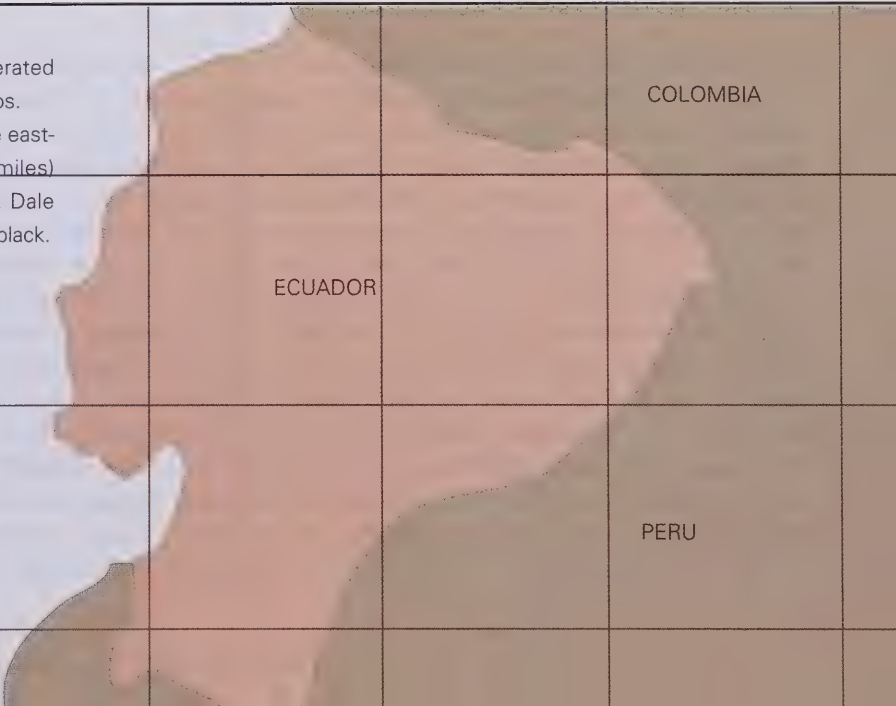 erated
os.
e east-
miles)
Dale
black.
COLOMBIA
ECUADOR
PERU